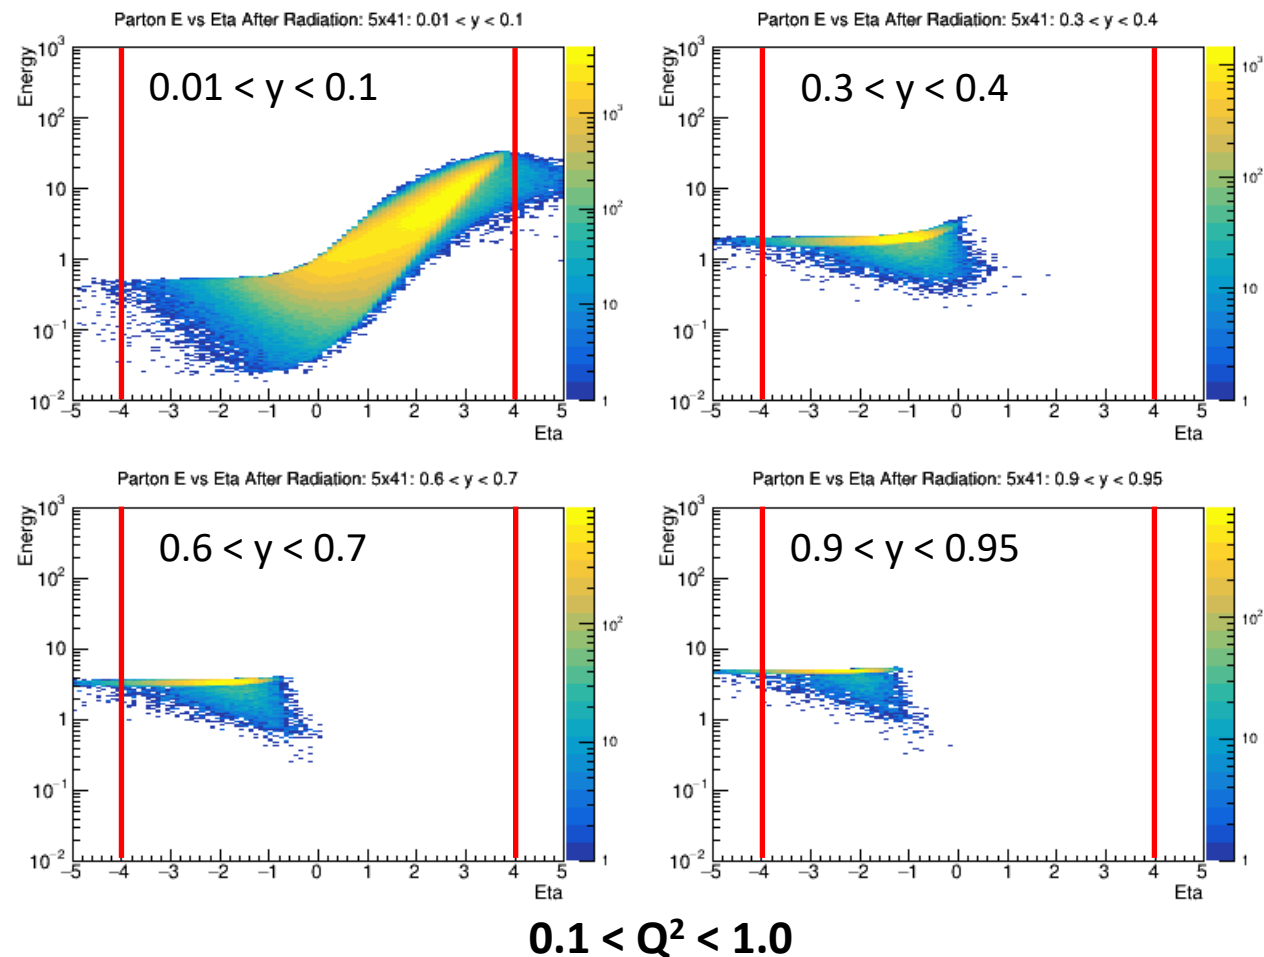 Parton E vs Eta After Radiation: 5x41: 0.01 < y < 0.1
Energy
10³
10²
10
1
10⁻¹
10⁻²
0.01 < y < 0.1
−5 −4 −3 −2 −1 0 1 2 3 4 5
Eta
10³
10²
10
1
Parton E vs Eta After Radiation: 5x41: 0.3 < y < 0.4
Energy
10³
10²
10
1
10⁻¹
10⁻²
0.3 < y < 0.4
−5 −4 −3 −2 −1 0 1 2 3 4 5
Eta
10³
10²
10
1
Parton E vs Eta After Radiation: 5x41: 0.6 < y < 0.7
Energy
10³
10²
10
1
10⁻¹
10⁻²
0.6 < y < 0.7
−5 −4 −3 −2 −1 0 1 2 3 4 5
Eta
10²
10
1
Parton E vs Eta After Radiation: 5x41: 0.9 < y < 0.95
Energy
10³
10²
10
1
10⁻¹
10⁻²
0.9 < y < 0.95
−5 −4 −3 −2 −1 0 1 2 3 4 5
Eta
10²
10
1
0.1 < Q² < 1.0